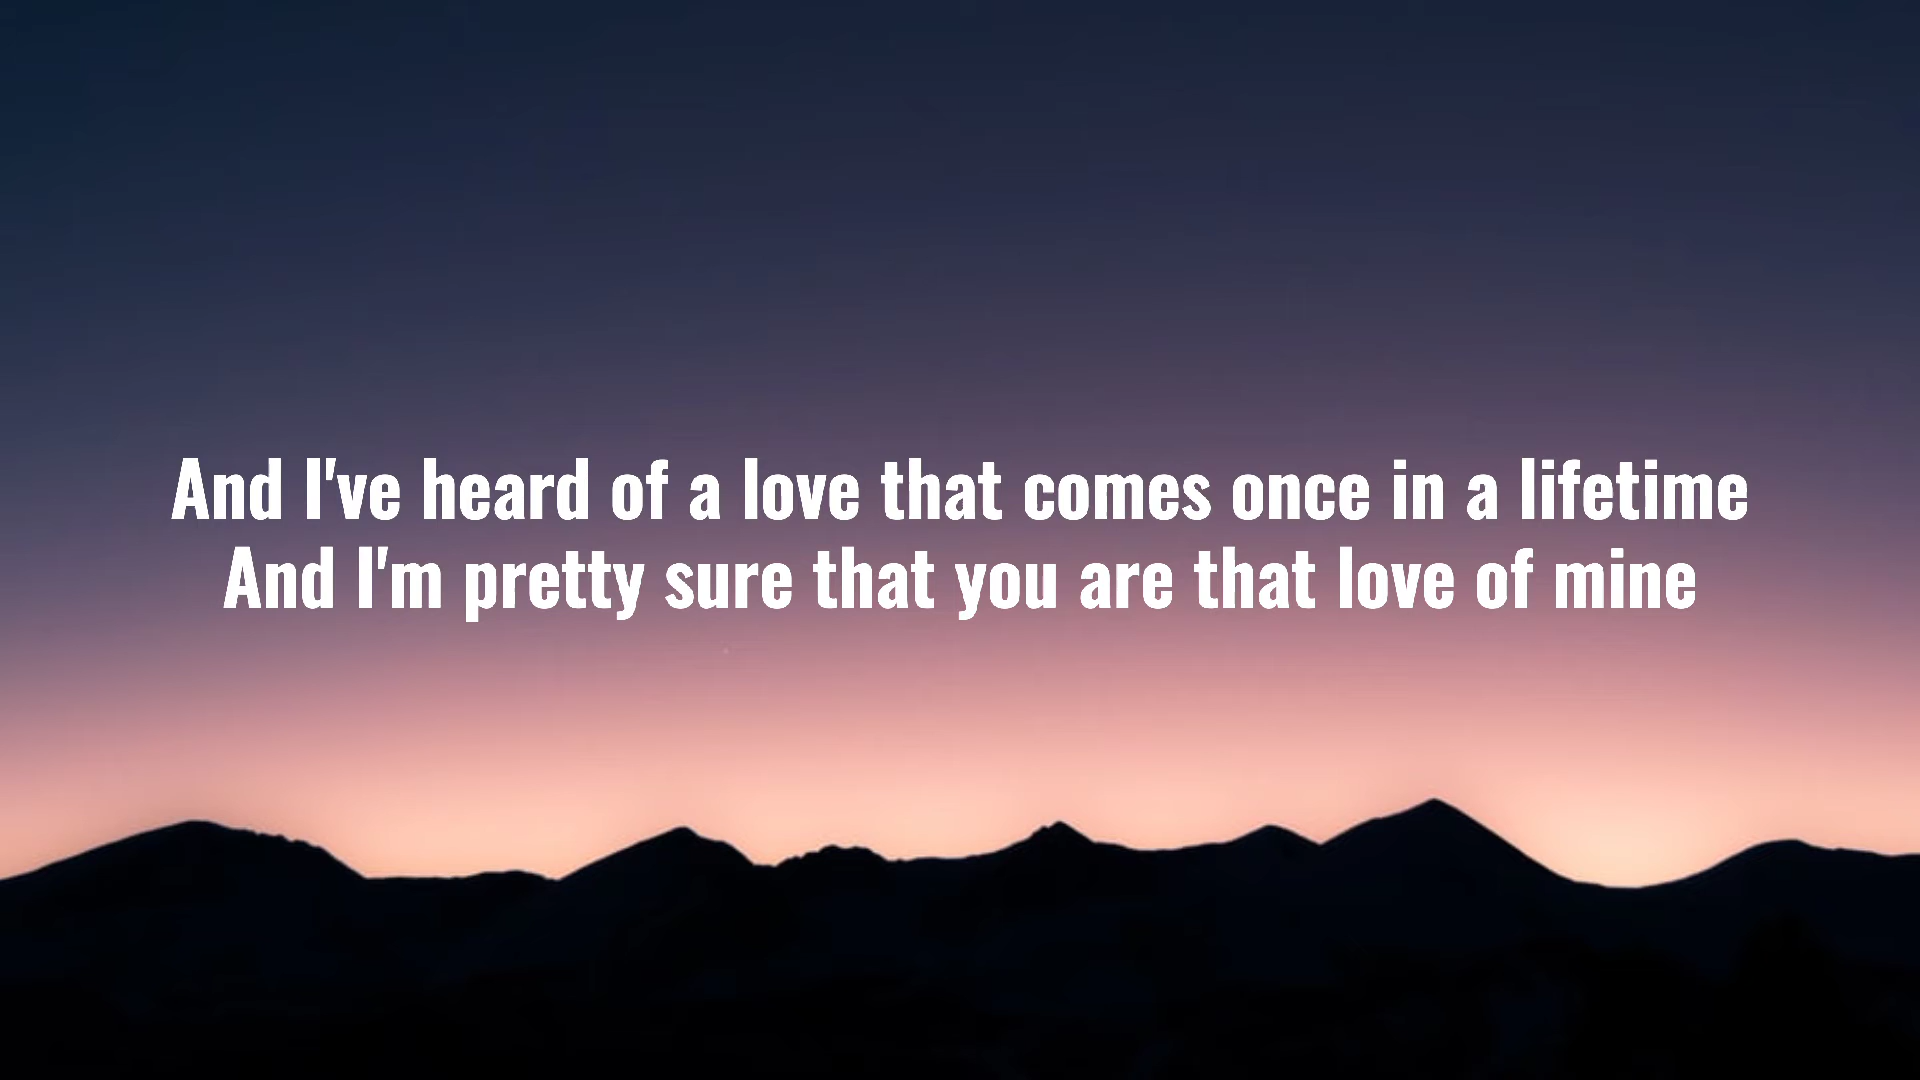 And I've heard of a love that comes once in a lifetime
And I'm pretty sure that you are that love of mine